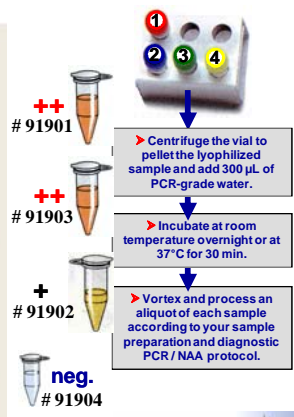 1
2
3
4
++
# 91901
++
# 91903
+
# 91902
neg.
# 91904
➤ Centrifuge the vial to
pellet the lyophilized
sample and add 300 µL of
PCR-grade water.
➤ Incubate at room
temperature overnight or at
37°C for 30 min.
➤ Vortex and process an
aliquot of each sample
according to your sample
preparation and diagnostic
PCR / NAA protocol.